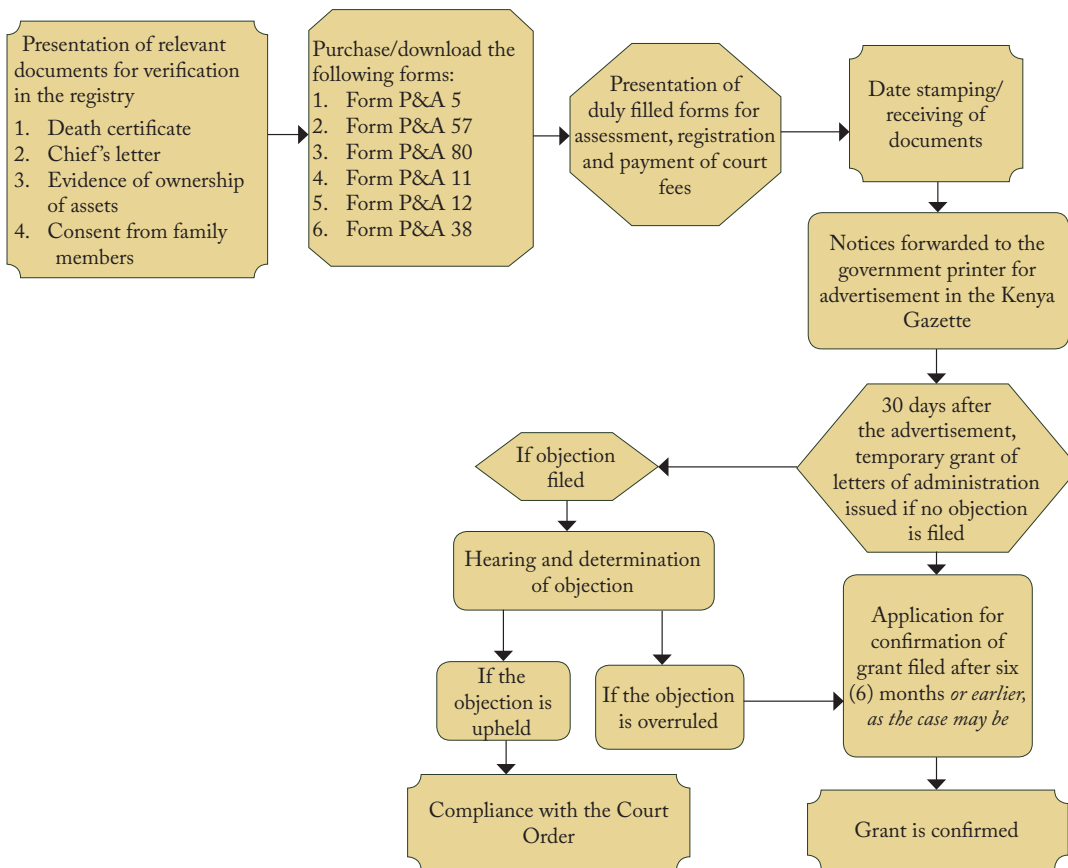 Presentation of relevant
documents for verification
in the registry
1. Death certificate
2. Chief's letter
3. Evidence of ownership
of assets
4. Consent from family
members
Purchase/download the
following forms:
1. Form P&A 5
2. Form P&A 57
3. Form P&A 80
4. Form P&A 11
5. Form P&A 12
6. Form P&A 38
Presentation of
duly filled forms for
assessment, registration
and payment of court
fees
Date stamping/
receiving of
documents
Notices forwarded to the
government printer for
advertisement in the Kenya
Gazette
30 days after
the advertisement,
temporary grant of
letters of administration
issued if no objection
is filed
If objection
filed
Hearing and determination
of objection
If the
objection is
upheld
If the objection
is overruled
Application for
confirmation of
grant filed after six
(6) months or earlier,
as the case may be
Compliance with the Court
Order
Grant is confirmed